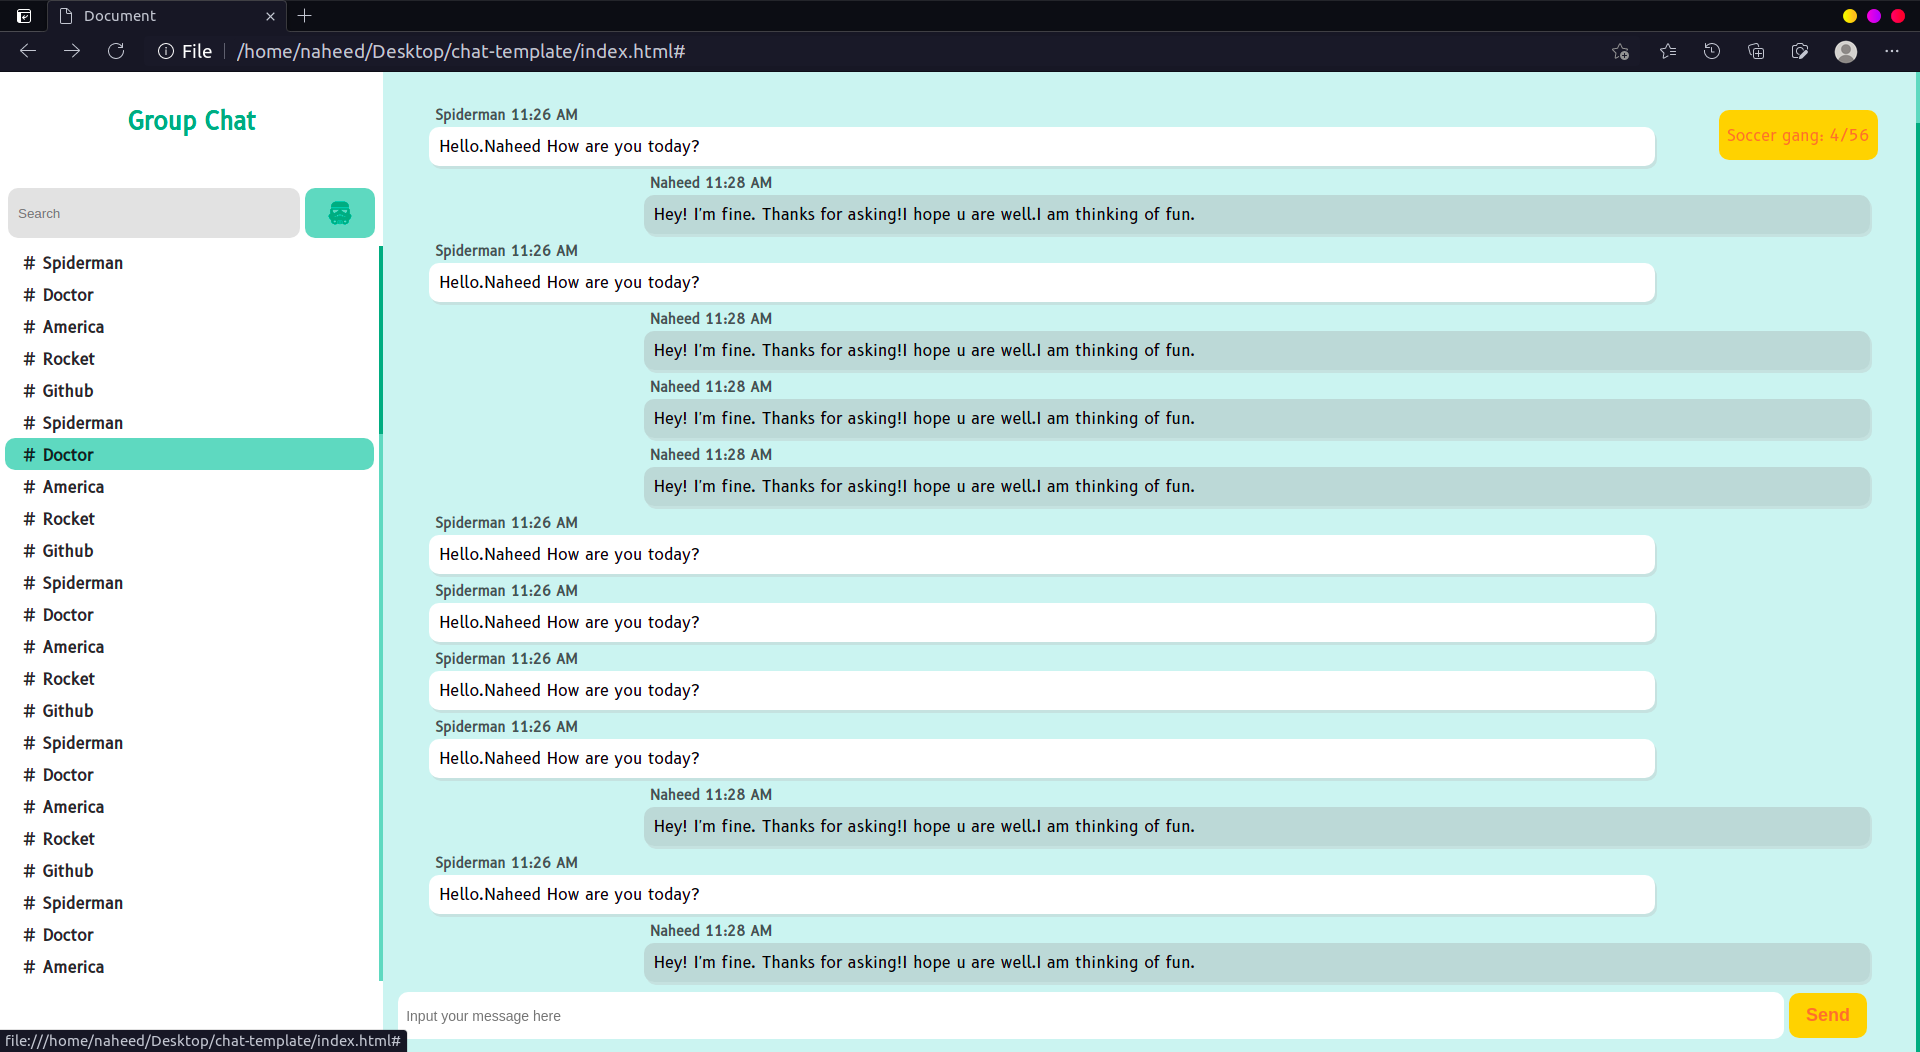 Document
File /home/naheed/Desktop/chat-template/index.html#
Group Chat
Search
# Spiderman
# Doctor
# America
# Rocket
# Github
# Spiderman
# Doctor
# America
# Rocket
# Github
# Spiderman
# Doctor
# America
# Rocket
# Github
# Spiderman
# Doctor
# America
# Rocket
# Github
# Spiderman
# Doctor
# America
file:///home/naheed/Desktop/chat-template/index.html#
Soccer gang: 4/56
Spiderman 11:26 AM
Hello.Naheed How are you today?
Naheed 11:28 AM
Hey! I'm fine. Thanks for asking!I hope u are well.I am thinking of fun.
Spiderman 11:26 AM
Hello.Naheed How are you today?
Naheed 11:28 AM
Hey! I'm fine. Thanks for asking!I hope u are well.I am thinking of fun.
Naheed 11:28 AM
Hey! I'm fine. Thanks for asking!I hope u are well.I am thinking of fun.
Naheed 11:28 AM
Hey! I'm fine. Thanks for asking!I hope u are well.I am thinking of fun.
Spiderman 11:26 AM
Hello.Naheed How are you today?
Spiderman 11:26 AM
Hello.Naheed How are you today?
Spiderman 11:26 AM
Hello.Naheed How are you today?
Spiderman 11:26 AM
Hello.Naheed How are you today?
Naheed 11:28 AM
Hey! I'm fine. Thanks for asking!I hope u are well.I am thinking of fun.
Spiderman 11:26 AM
Hello.Naheed How are you today?
Naheed 11:28 AM
Hey! I'm fine. Thanks for asking!I hope u are well.I am thinking of fun.
Input your message here
Send